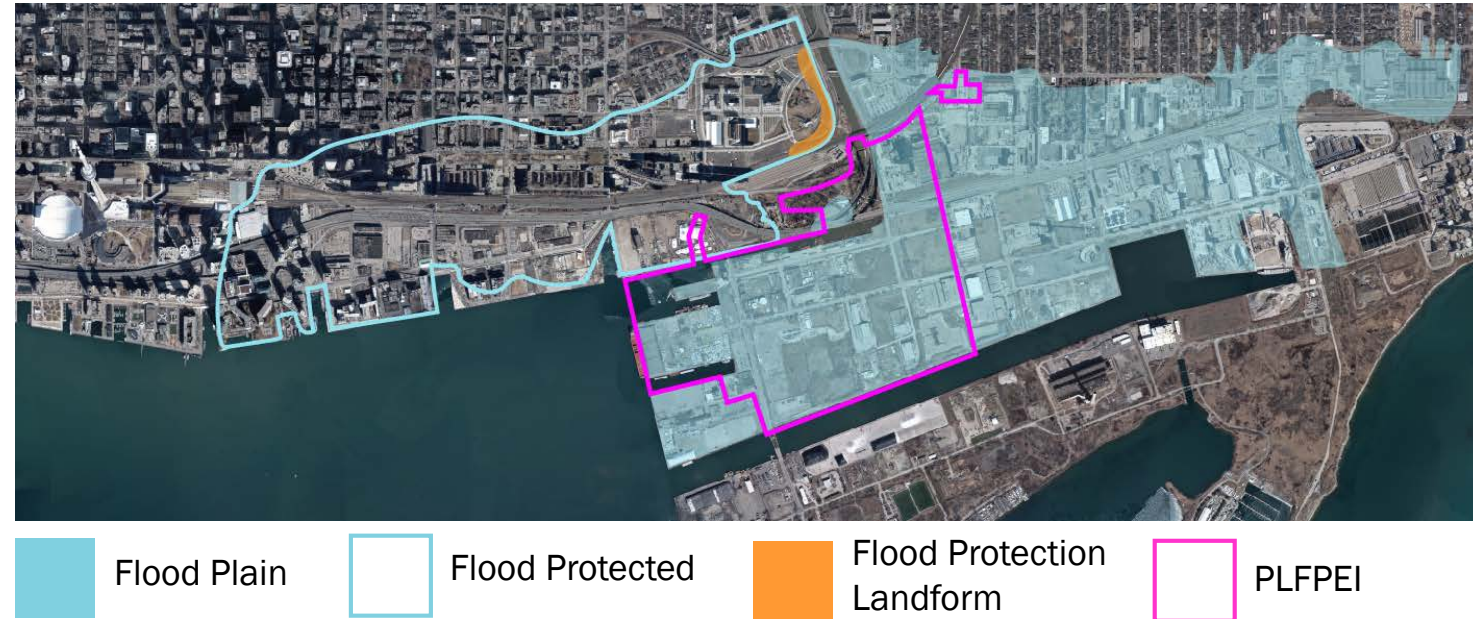 Flood Plain
Flood Protected
Flood Protection
Landform
PLFPEI